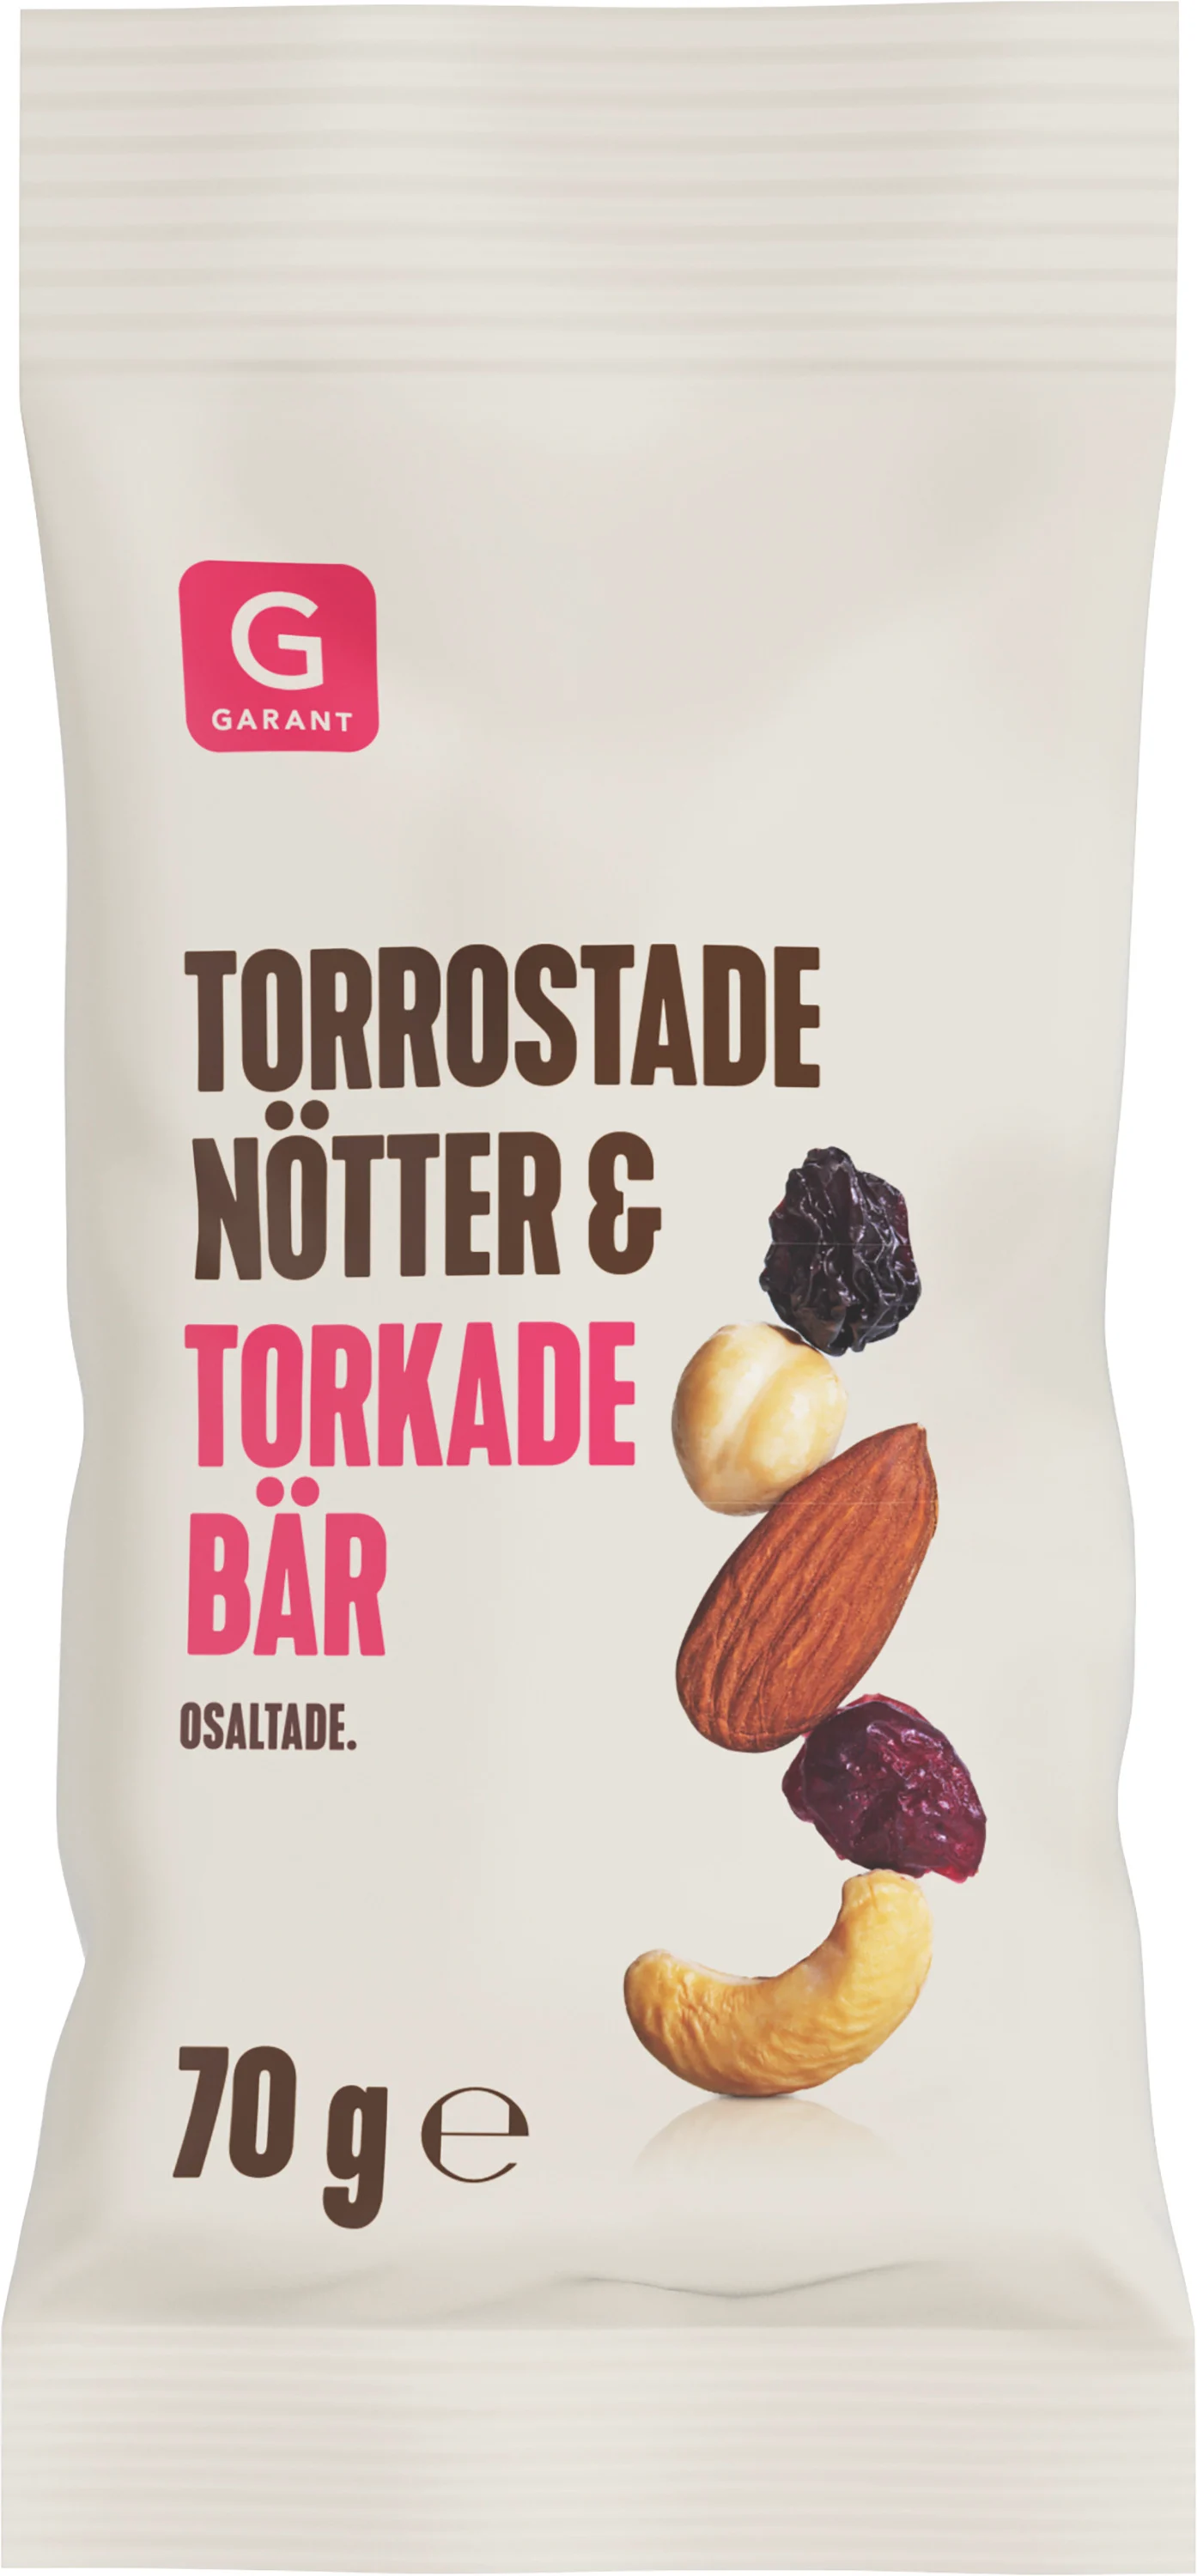 G
GARANT
TORROSTADE
NÖTTER &
TORKADE
BÄR
OSALTADE.
70 g ℮